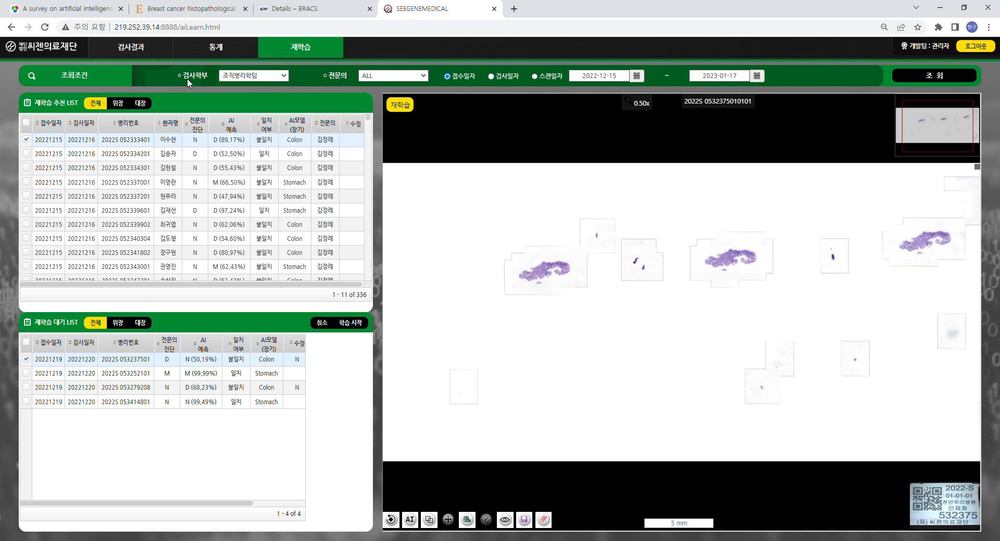 A survey on artificial intelligenc
Breast cancer histopathological
Details – BRACS
SEEGENEMEDICAL
주의 요함
219.252.39.14:8888/aiLearn.html
현구
재단법인 씨젠의료재단
검사결과
통계
재학습
개발팀 : 관리자
로그아웃
조회조건
검사학부
조직병리학팀
전문의
ALL
접수일자
검사일자
스캔일자
2022-12-15
~
2023-01-17
조 회
재학습 추천 LIST 전체 위장 대장
접수일자 검사일자 병리번호 환자명 전문의 진단 AI 예측 일치 여부 AI모델 (장기) 전문의 수정
20221215 20221216 2022S 052333401 이수찬 N D (89.17%) 불일치 Colon 김정례
20221215 20221216 2022S 052334201 김송자 D D (52.50%) 일치 Colon 김정례
20221215 20221216 2022S 052334301 김현철 N D (55.43%) 불일치 Colon 김정례
20221215 20221216 2022S 052337001 이영란 N M (66.50%) 불일치 Stomach 김정례
20221215 20221216 2022S 052337201 현유라 N D (47.94%) 불일치 Stomach 김정례
20221215 20221216 2022S 052339601 김재선 D D (97.24%) 일치 Stomach 김정례
20221215 20221216 2022S 052339902 최귀엽 N D (62.06%) 불일치 Colon 김정례
20221215 20221216 2022S 052340304 김도형 N D (54.60%) 불일치 Colon 김정례
20221215 20221216 2022S 052341802 장구현 N D (80.97%) 불일치 Colon 김정례
20221215 20221216 2022S 052343001 권영진 N M (62.43%) 불일치 Stomach 김정례
1 - 11 of 336
재학습 대기 LIST 전체 위장 대장 취소 학습 시작
접수일자 검사일자 병리번호 전문의 진단 AI 예측 일치 여부 AI모델 (장기) 수정
20221219 20221220 2022S 053237501 D N (50.19%) 불일치 Colon N
20221219 20221220 2022S 053252101 M M (99.99%) 일치 Stomach
20221219 20221220 2022S 053279208 N D (68.23%) 불일치 Colon N
20221219 20221220 2022S 053414801 N N (99.49%) 일치 Stomach
1 - 4 of 4
재학습
0.50x
2022S 0532375010101
AI
5 mm
2022-S
01-01-01
천안우리병원
안재화
532375
(재) 씨젠의료재단